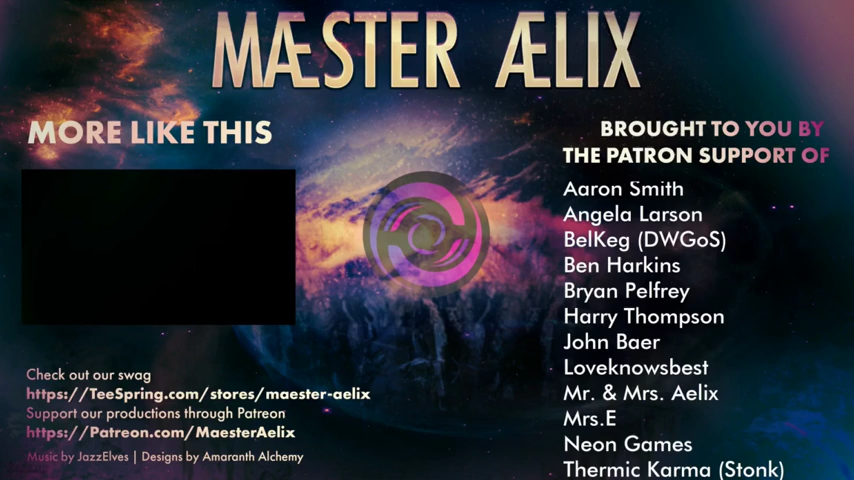 MÆSTER ÆLIX
MORE LIKE THIS
BROUGHT TO YOU BY
THE PATRON SUPPORT OF
Aaron Smith
Angela Larson
BelKeg (DWGoS)
Ben Harkins
Bryan Pelfrey
Harry Thompson
John Baer
Loveknowsbest
Mr. & Mrs. Aelix
Mrs.E
Neon Games
Thermic Karma (Stonk)
Check out our swag
https://TeeSpring.com/stores/maester-aelix
Support our productions through Patreon
https://Patreon.com/MaesterAelix
Music by JazzElves | Designs by Amaranth Alchemy